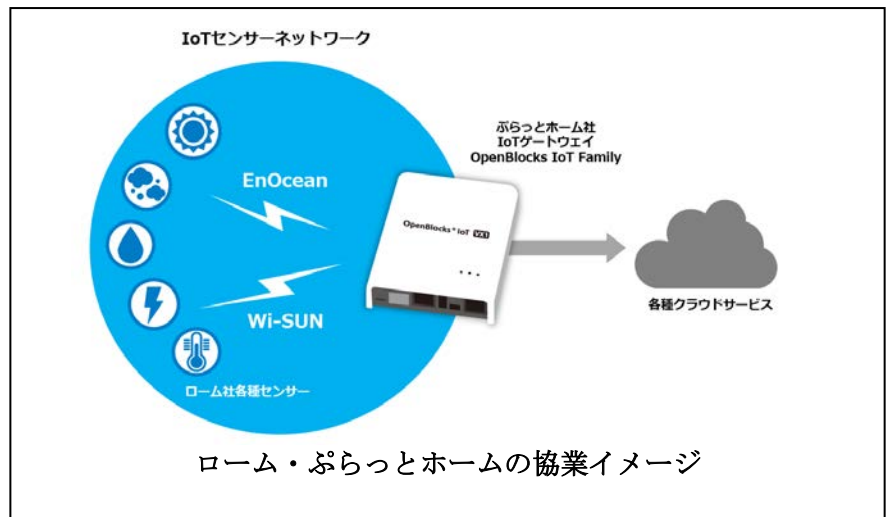 IoTセンサーネットワーク
ぷらっとホーム社
IoTゲートウェイ
OpenBlocks IoT Family
EnOcean
OpenBlocks IoT VX1
Wi-SUN
各種クラウドサービス
ローム社各種センサー
ローム・ぷらっとホームの協業イメージ